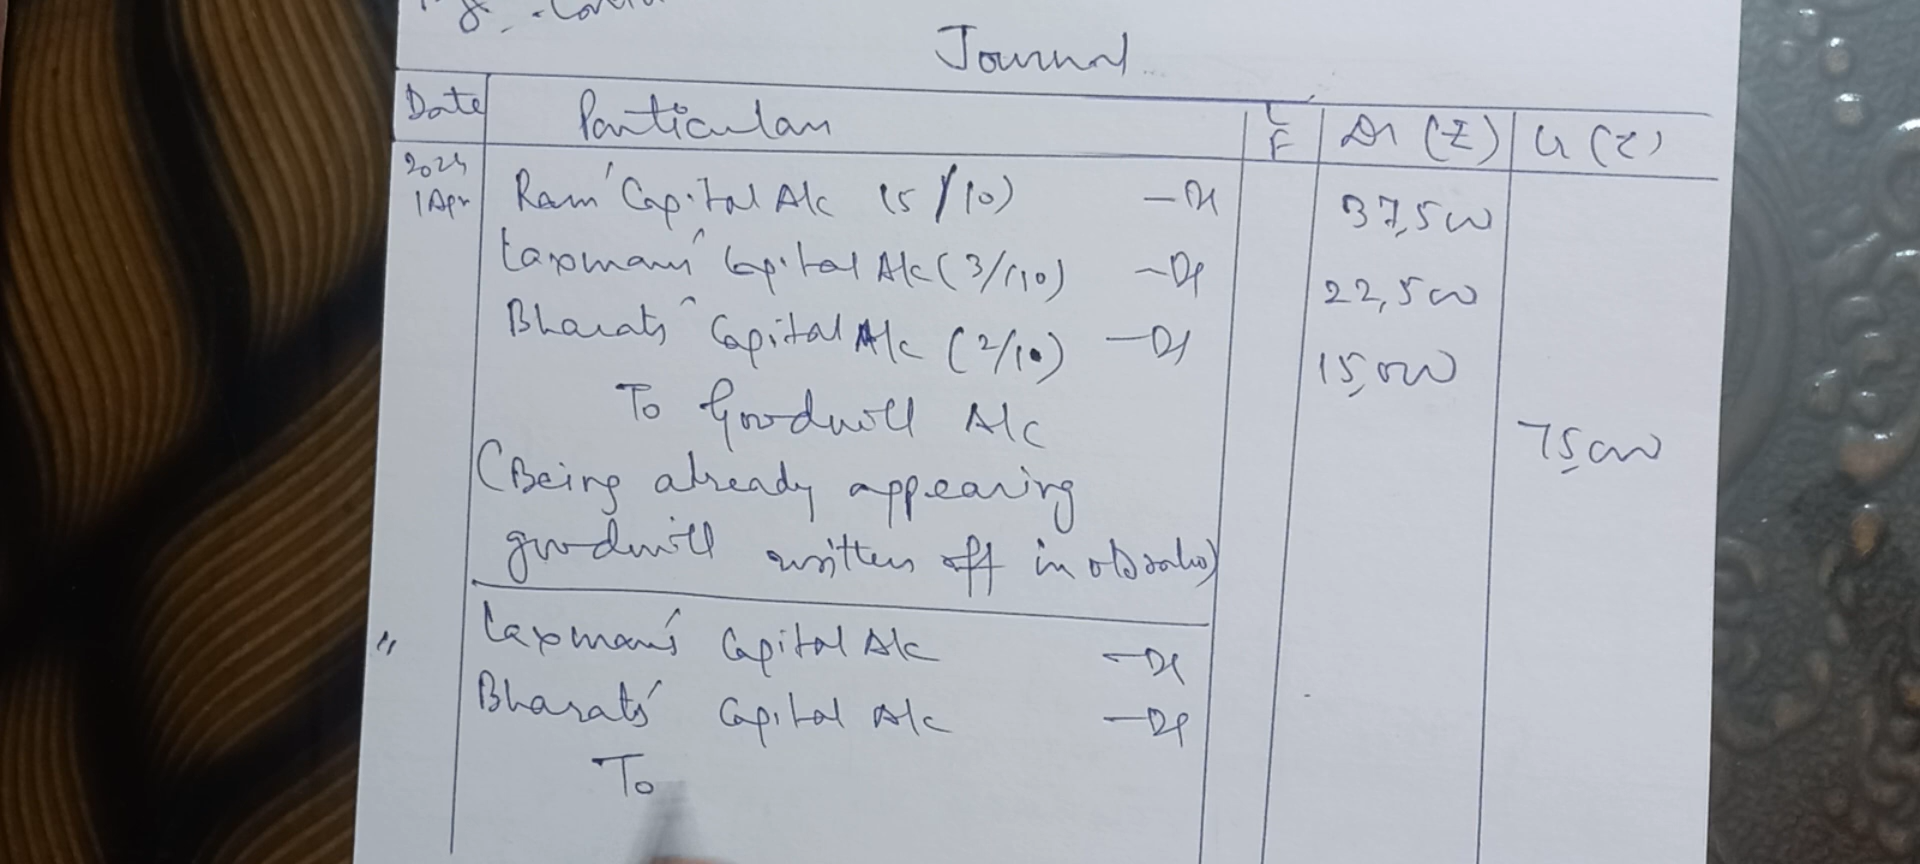 Journal
Date Particulars L F Dr (₹) Cr (₹)
2024
1 Apr Ram' Capital A/c (5/10) —Dr 37,500
Laxman' Capital A/c (3/10) —Dr 22,500
Bharat' Capital A/c (2/10) —Dr 15,000
To Goodwill A/c 75,000
(Being already appearing
goodwill written off in old ratio)
" Laxman's Capital A/c —Dr
Bharat's Capital A/c —Dr
To